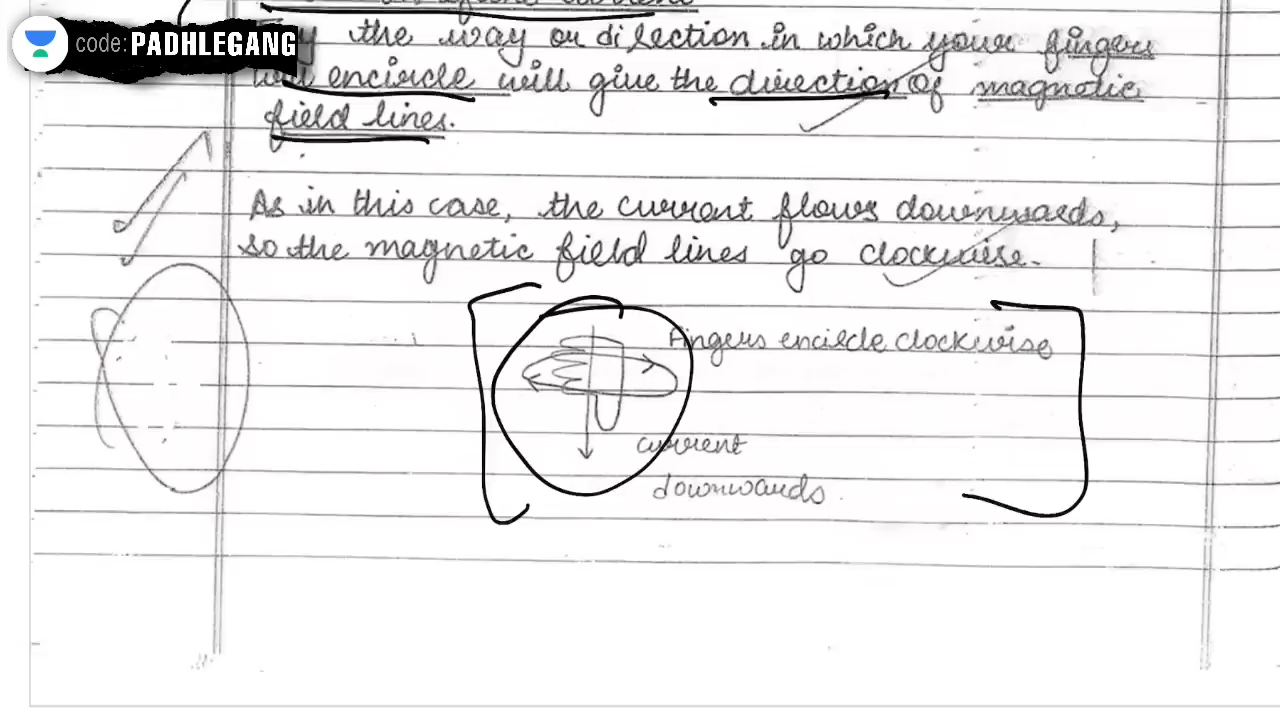 code: PADHLEGANG
the way or direction in which your fingers
encircle will give the direction of magnetic
field lines.
As in this case, the current flows downwards,
so the magnetic field lines go clockwise.
Fingers encircle clockwise
current
downwards.